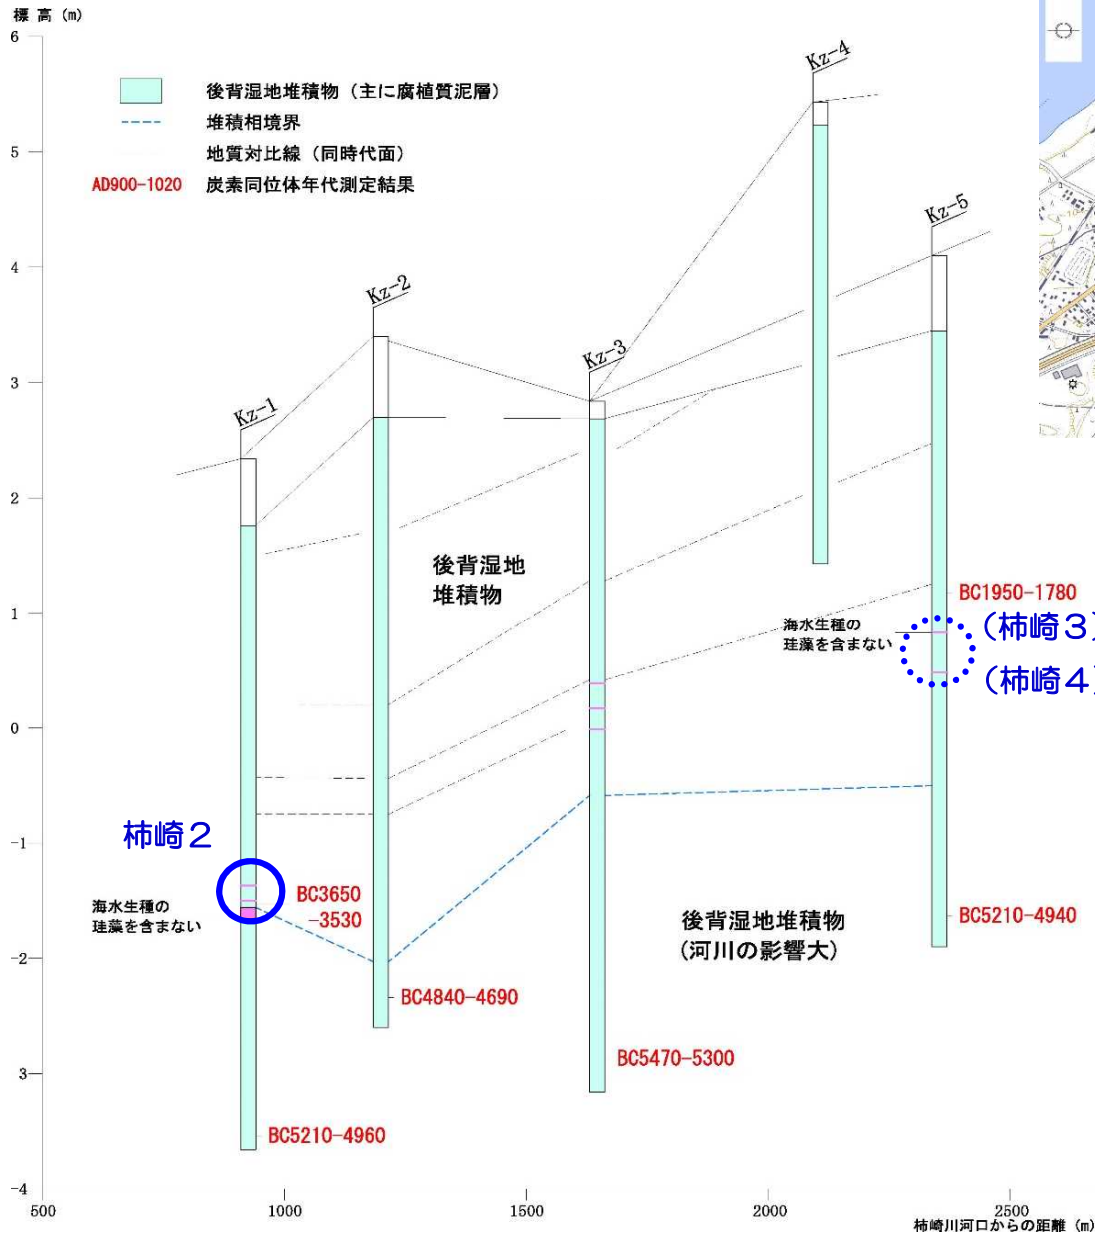 標 高 (m)
6
5
4
3
2
1
0
-1
-2
3
-4
後背湿地堆積物 (主に腐植質泥層)
堆積相境界
地質対比線 (同時代面)
AD900-1020 炭素同位体年代測定結果
Kz-1
Kz-2
Kz-3
Kz-4
Kz-5
後背湿地
堆積物
BC1950-1780
海水生種の
珪藻を含まない
(柿崎3)
(柿崎4)
柿崎2
海水生種の
珪藻を含まない
BC3650
-3530
後背湿地堆積物
(河川の影響大)
BC5210-4940
BC4840-4690
BC5470-5300
BC5210-4960
500
1000
1500
2000
2500
柿崎川河口からの距離 (m)